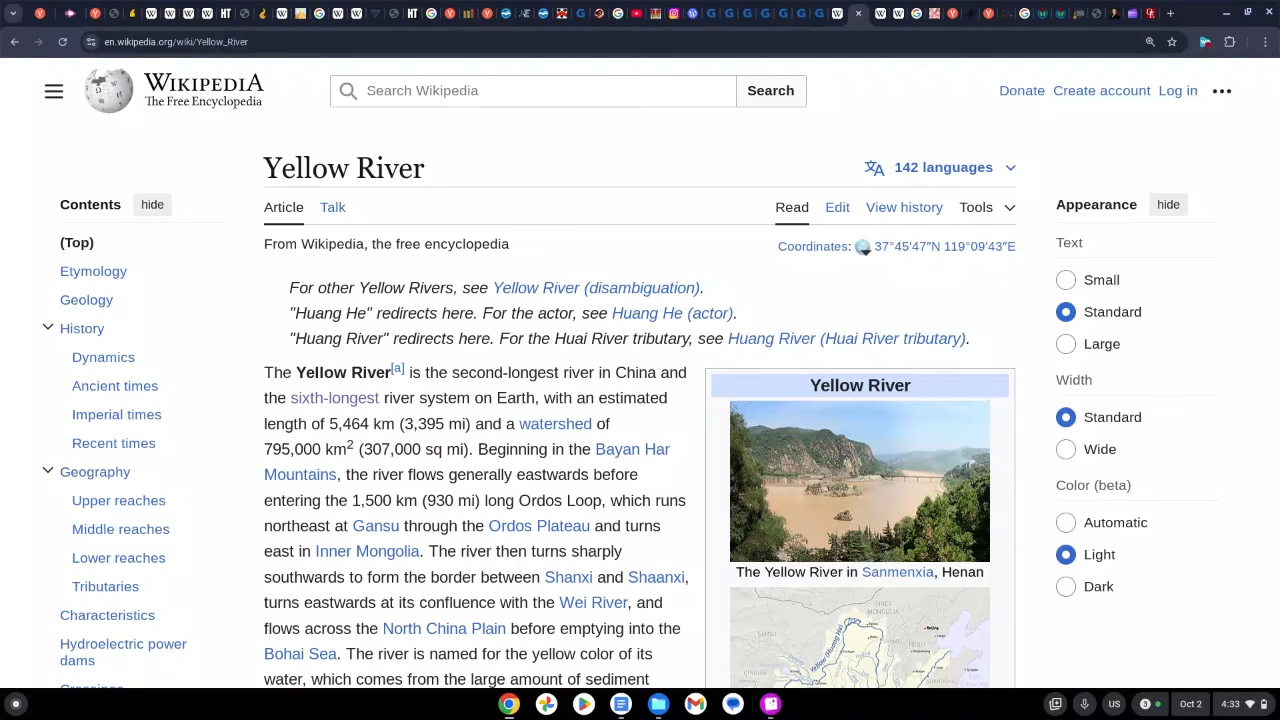 en.wikipedia.org/wiki/Yellow_River
WIKIPEDIA
The Free Encyclopedia
Search Wikipedia
Search
Donate
Create account
Log in
Yellow River
142 languages
Contents
hide
(Top)
Etymology
Geology
History
Dynamics
Ancient times
Imperial times
Recent times
Geography
Upper reaches
Middle reaches
Lower reaches
Tributaries
Characteristics
Hydroelectric power
dams
Crossings
Article
Talk
Read
Edit
View history
Tools
From Wikipedia, the free encyclopedia
Coordinates: 37°45′47″N 119°09′43″E
For other Yellow Rivers, see Yellow River (disambiguation).
"Huang He" redirects here. For the actor, see Huang He (actor).
"Huang River" redirects here. For the Huai River tributary, see Huang River (Huai River tributary).
The Yellow River[a] is the second-longest river in China and
the sixth-longest river system on Earth, with an estimated
length of 5,464 km (3,395 mi) and a watershed of
795,000 km2 (307,000 sq mi). Beginning in the Bayan Har
Mountains, the river flows generally eastwards before
entering the 1,500 km (930 mi) long Ordos Loop, which runs
northeast at Gansu through the Ordos Plateau and turns
east in Inner Mongolia. The river then turns sharply
southwards to form the border between Shanxi and Shaanxi,
turns eastwards at its confluence with the Wei River, and
flows across the North China Plain before emptying into the
Bohai Sea. The river is named for the yellow color of its
water, which comes from the large amount of sediment
Yellow River
The Yellow River in Sanmenxia, Henan
INNER
MONGOLIA
GANSU
Beijing
QINGHAI
Appearance
hide
Text
Small
Standard
Large
Width
Standard
Wide
Color (beta)
Automatic
Light
Dark
US
3
Oct 2
4:33